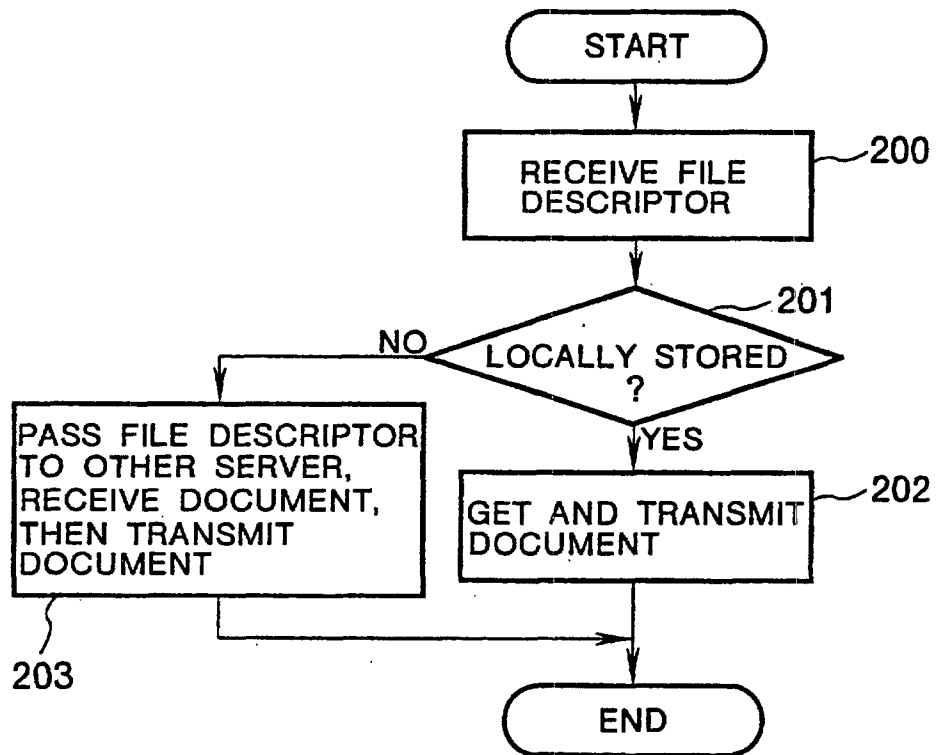 START
RECEIVE FILE
DESCRIPTOR
200
201
LOCALLY STORED
?
NO
YES
PASS FILE DESCRIPTOR
TO OTHER SERVER,
RECEIVE DOCUMENT,
THEN TRANSMIT
DOCUMENT
203
GET AND TRANSMIT
DOCUMENT
202
END